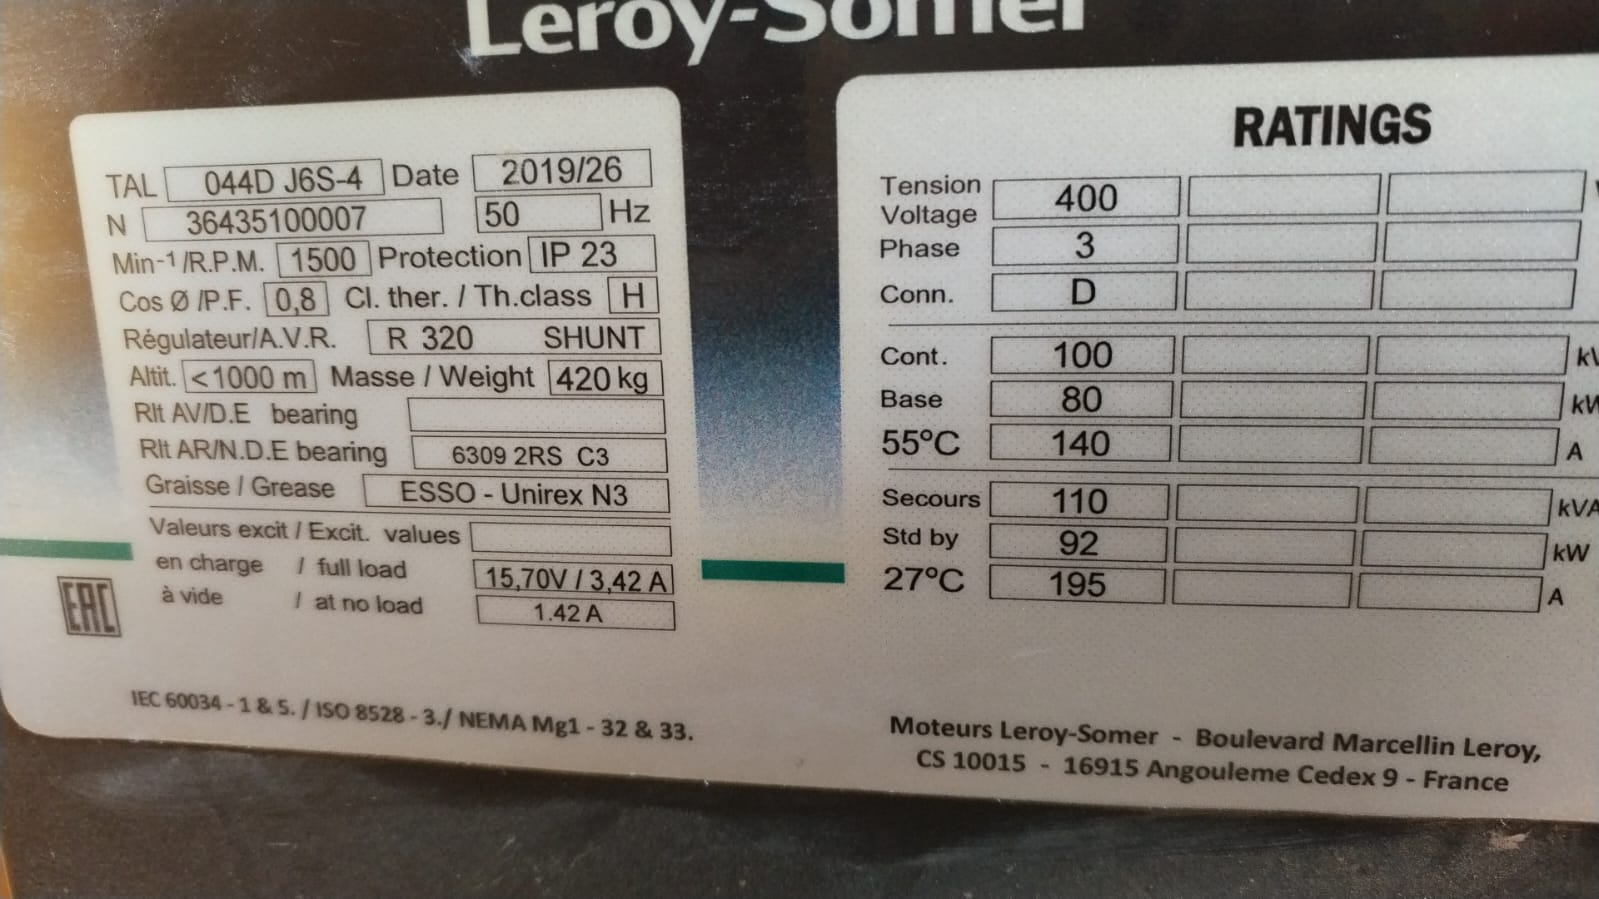 Leroy-Somer
TAL 044D J6S-4 Date 2019/26
N 36435100007 50 Hz
Min-1 /R.P.M. 1500 Protection IP 23
Cos Ø /P.F. 0,8 Cl. ther. / Th.class H
Régulateur/A.V.R. R 320 SHUNT
Altit. <1000 m Masse / Weight 420 kg
Rlt AV/D.E bearing
Rlt AR/N.D.E bearing 6309 2RS C3
Graisse / Grease ESSO - Unirex N3
Valeurs excit / Excit. values
en charge / full load 15,70V / 3,42 A
à vide / at no load 1.42 A
EAC
IEC 60034 - 1 & 5. / ISO 8528 - 3./ NEMA Mg1 - 32 & 33.
RATINGS
Tension
Voltage 400
Phase 3
Conn. D
Cont. 100
Base 80 kW
55°C 140 A
Secours 110 kVA
Std by 92 kW
27°C 195 A
Moteurs Leroy-Somer - Boulevard Marcellin Leroy,
CS 10015 - 16915 Angouleme Cedex 9 - France